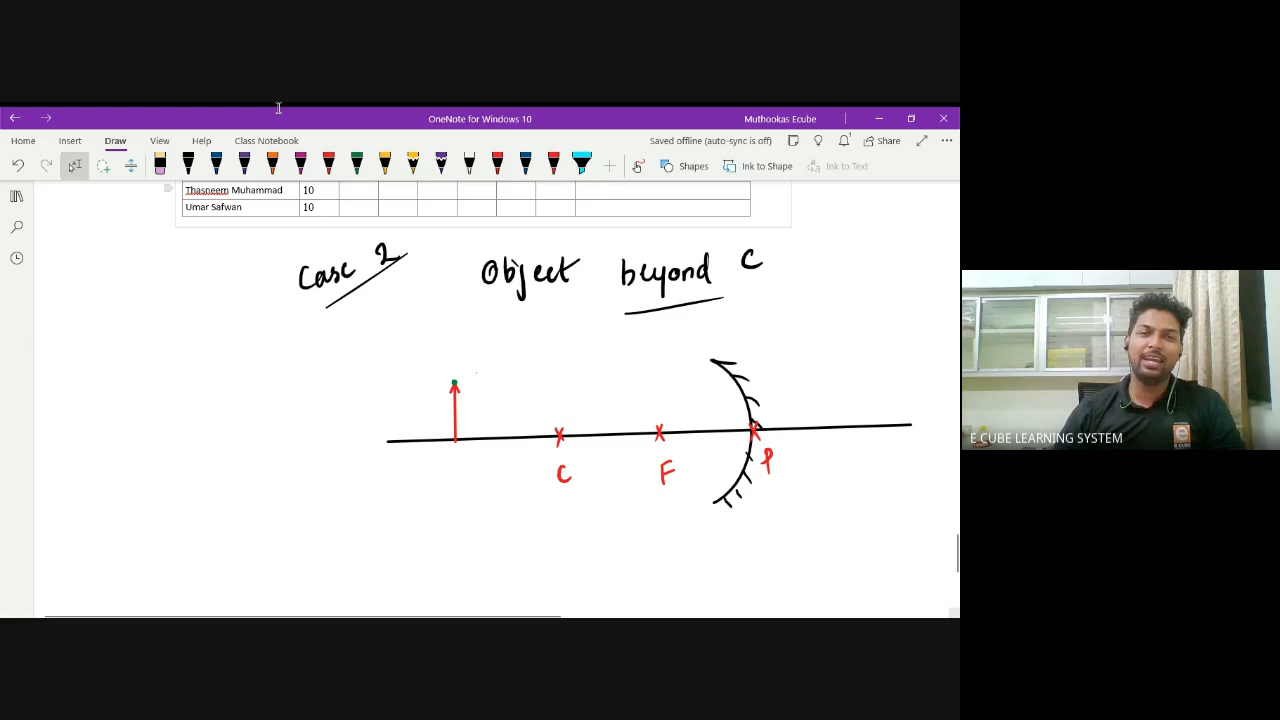 OneNote for Windows 10
Muthookas Ecube
Home Insert Draw View Help Class Notebook
Saved offline (auto-sync is off)
Share
Shapes
Ink to Shape
Ink to Text
Thasneem Muhammad 10
Umar Safwan 10
Case 2 Object beyond C
C F P
E CUBE LEARNING SYSTEM
E CUBE